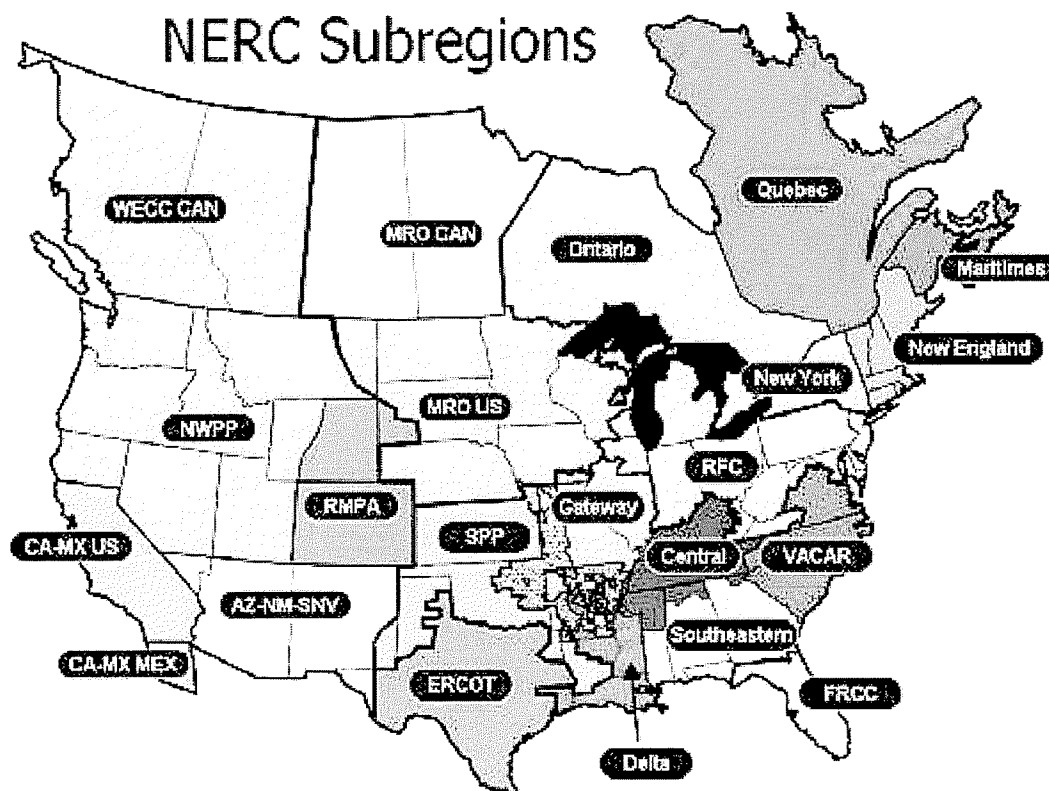 NERC Subregions
Quebec
WECC CAN
MRO CAN
Ontario
Maritimes
New England
New York
MRO US
NWPP
RFC
RMPA
Gateway
SPP
CA-MX US
Central
VACAR
AZ-NM-SNV
Southeastern
CA-MX MEX
ERCOT
FRCC
Delta